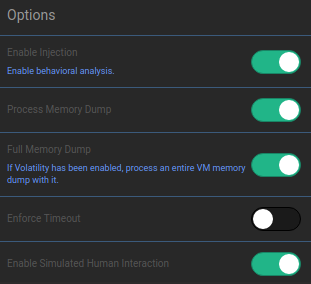 Options
Enable Injection
Enable behavioral analysis.
Process Memory Dump
Full Memory Dump
If Volatility has been enabled, process an entire VM memory
dump with it.
Enforce Timeout
Enable Simulated Human Interaction